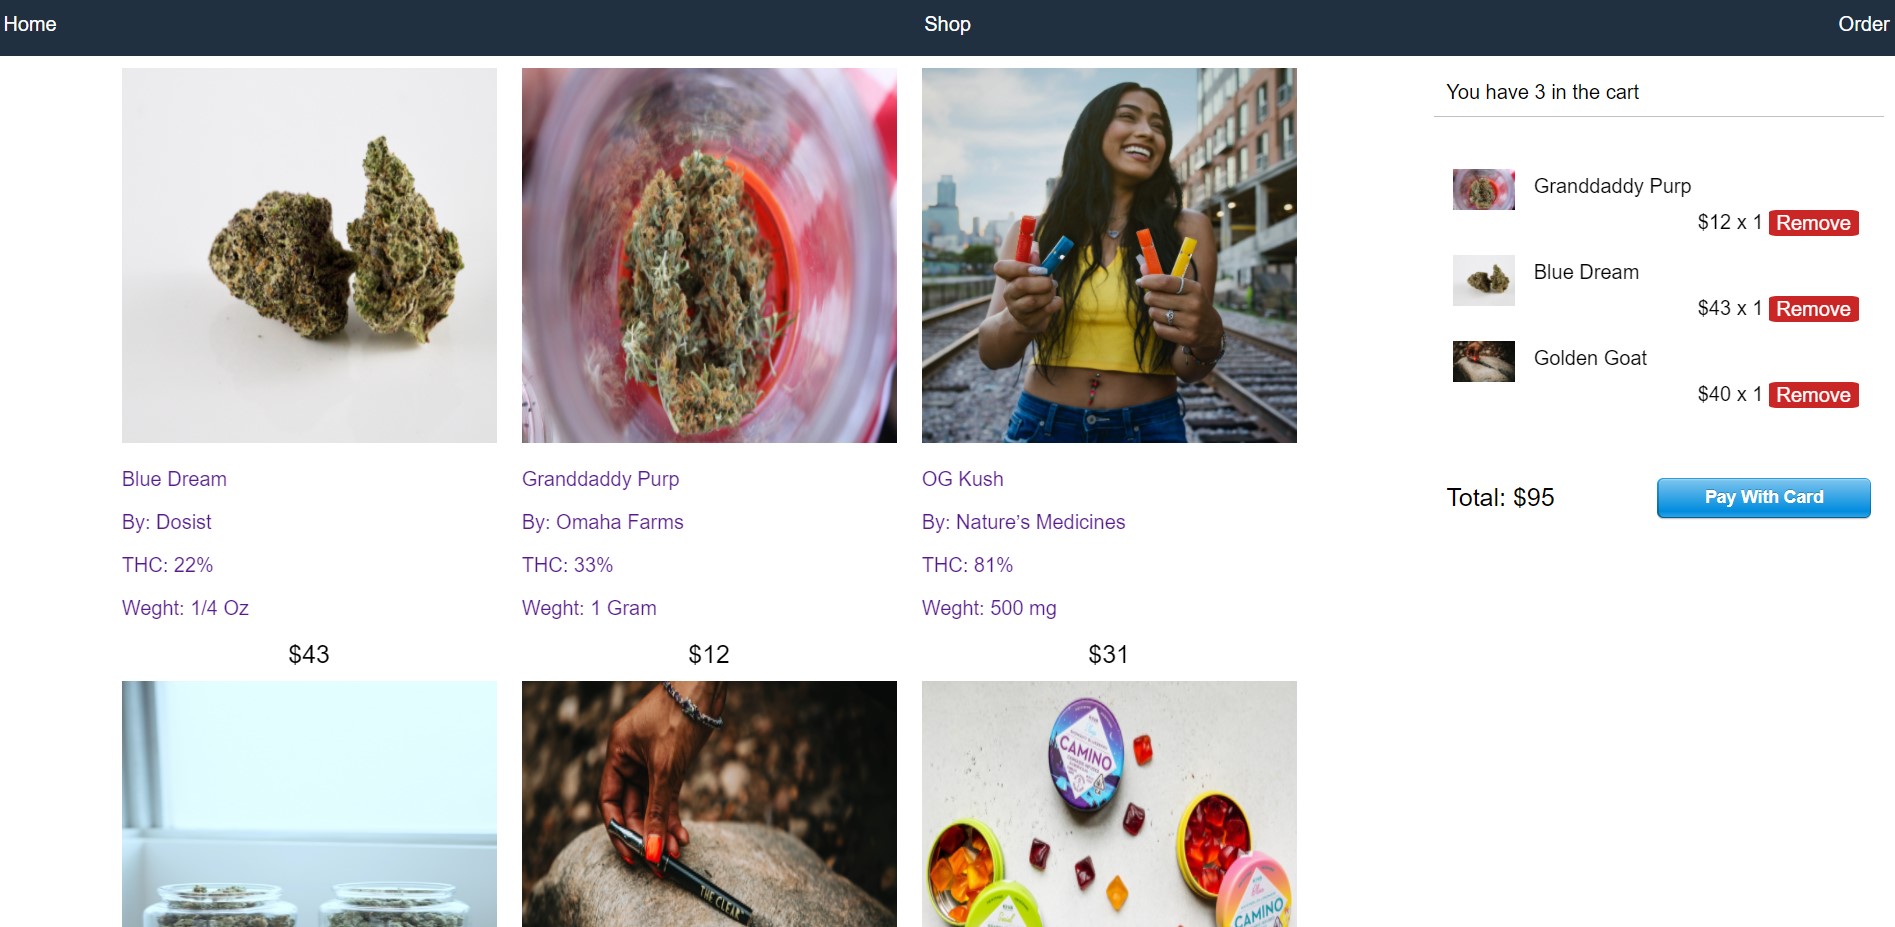 Home
Shop
Order
Blue Dream
By: Dosist
THC: 22%
Weght: 1/4 Oz
$43
Granddaddy Purp
By: Omaha Farms
THC: 33%
Weght: 1 Gram
$12
OG Kush
By: Nature’s Medicines
THC: 81%
Weght: 500 mg
$31
THE CLEAR
CAMINO
CAMINO
You have 3 in the cart
Granddaddy Purp
$12 x 1 Remove
Blue Dream
$43 x 1 Remove
Golden Goat
$40 x 1 Remove
Total: $95
Pay With Card